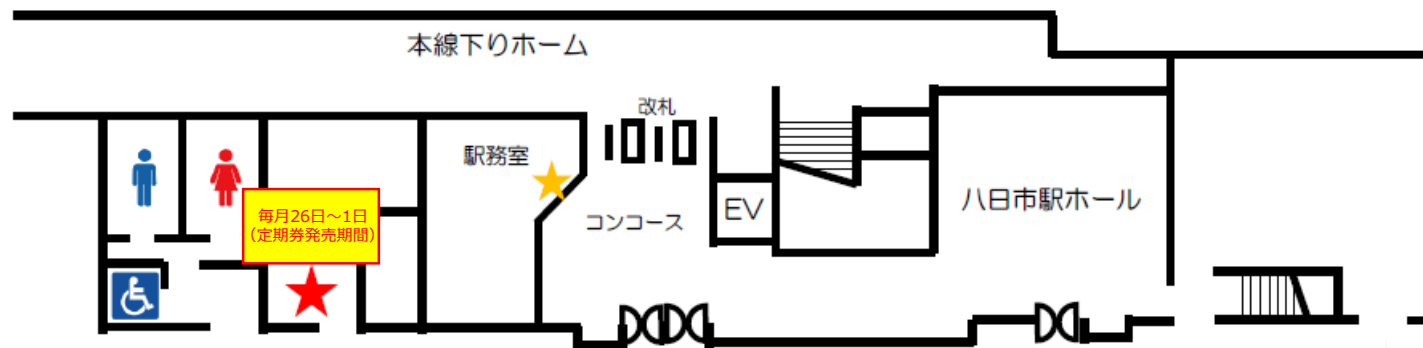 本線下りホーム
改札
駅務室
毎月26日～1日
（定期券発売期間）
コンコース
EV
八日市駅ホール